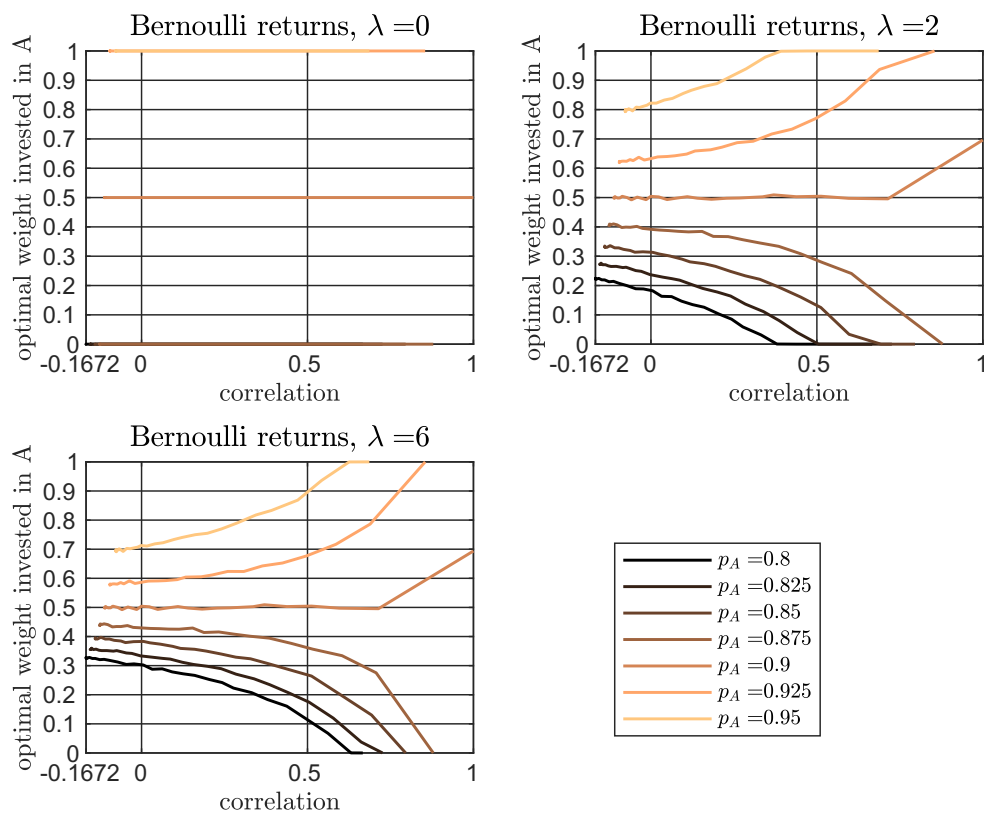 Bernoulli returns, λ =0
optimal weight invested in A
1
0.9
0.8
0.7
0.6
0.5
0.4
0.3
0.2
0.1
0
-0.1672 0 0.5 1
correlation
Bernoulli returns, λ =2
optimal weight invested in A
1
0.9
0.8
0.7
0.6
0.5
0.4
0.3
0.2
0.1
0
-0.1672 0 0.5 1
correlation
Bernoulli returns, λ =6
optimal weight invested in A
1
0.9
0.8
0.7
0.6
0.5
0.4
0.3
0.2
0.1
0
-0.1672 0 0.5 1
correlation
p_A =0.8
p_A =0.825
p_A =0.85
p_A =0.875
p_A =0.9
p_A =0.925
p_A =0.95